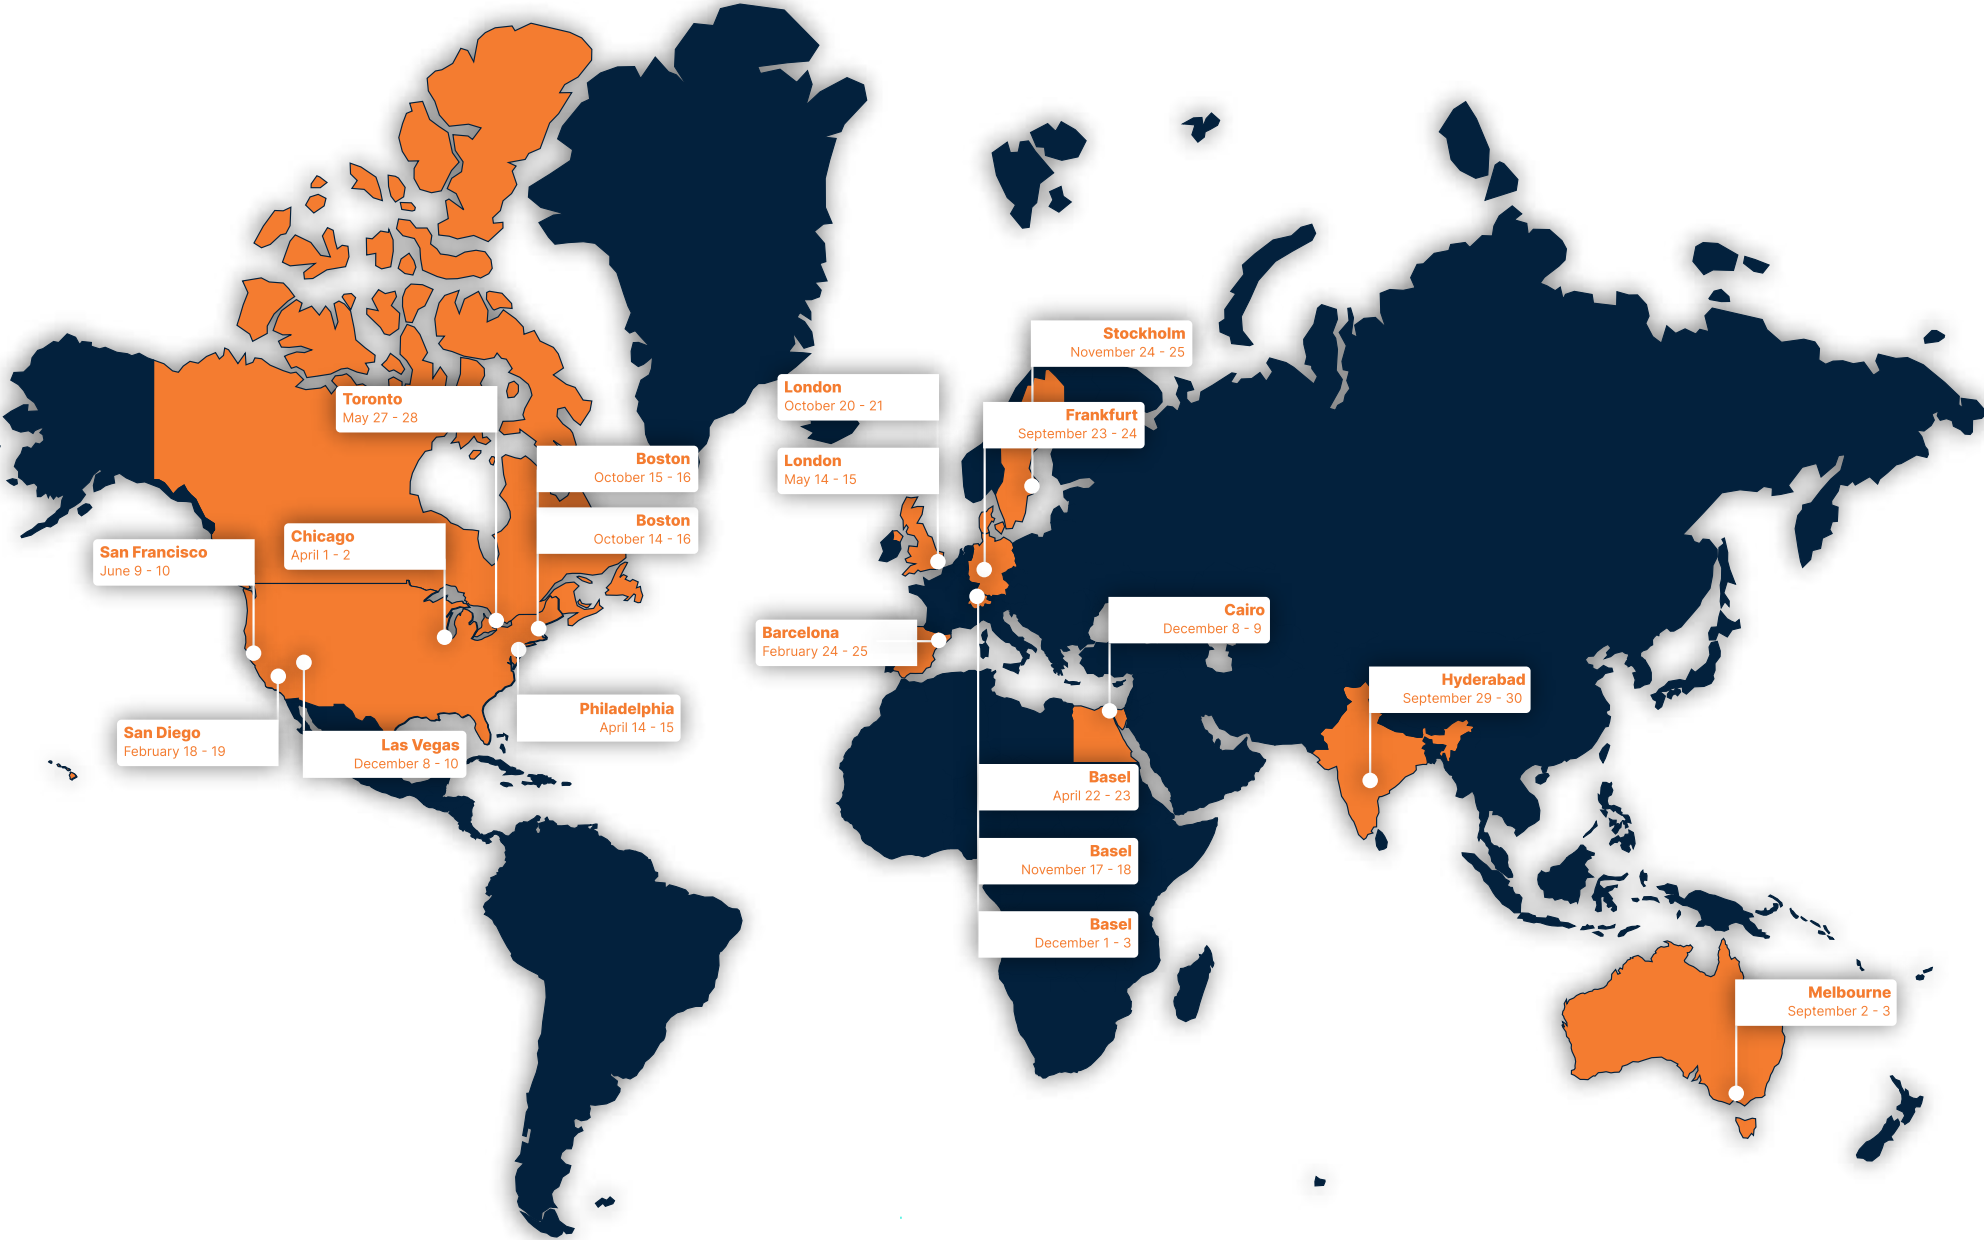 Stockholm
November 24 - 25
London
October 20 - 21
Toronto
May 27 - 28
Frankfurt
September 23 - 24
Boston
October 15 - 16
London
May 14 - 15
Boston
October 14 - 16
Chicago
April 1 - 2
San Francisco
June 9 - 10
Cairo
December 8 - 9
Barcelona
February 24 - 25
Hyderabad
September 29 - 30
Philadelphia
April 14 - 15
San Diego
February 18 - 19
Las Vegas
December 8 - 10
Basel
April 22 - 23
Basel
November 17 - 18
Basel
December 1 - 3
Melbourne
September 2 - 3